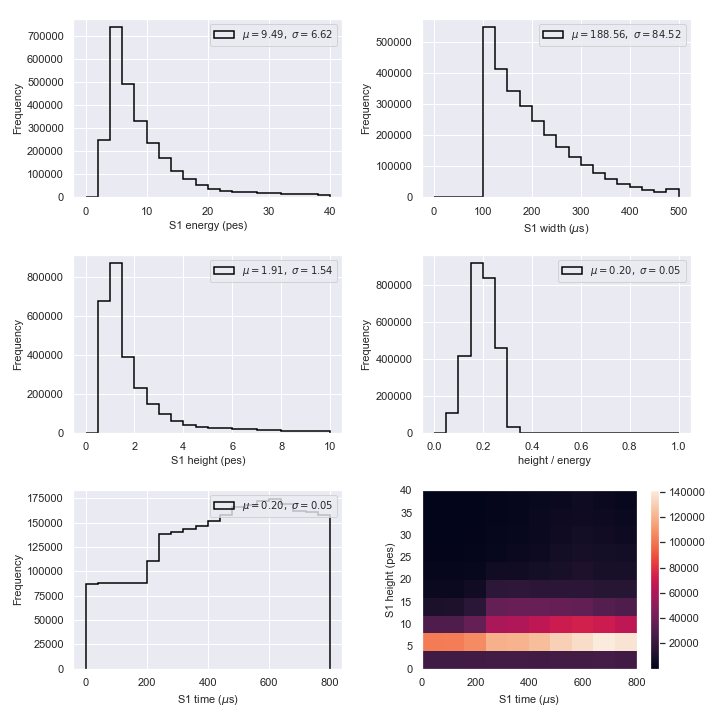 700000
600000
500000
400000
300000
200000
100000
0
Frequency
μ = 9.49, σ = 6.62
0 10 20 30 40
S1 energy (pes)
500000
400000
300000
200000
100000
0
Frequency
μ = 188.56, σ = 84.52
0 100 200 300 400 500
S1 width (μs)
800000
600000
400000
200000
0
Frequency
μ = 1.91, σ = 1.54
0 2 4 6 8 10
S1 height (pes)
800000
600000
400000
200000
0
Frequency
μ = 0.20, σ = 0.05
0.0 0.2 0.4 0.6 0.8 1.0
height / energy
175000
150000
125000
100000
75000
50000
25000
0
Frequency
μ = 0.20, σ = 0.05
0 200 400 600 800
S1 time (μs)
40
35
30
25
20
15
10
5
0
S1 height (pes)
0 200 400 600 800
S1 time (μs)
140000
120000
100000
80000
60000
40000
20000